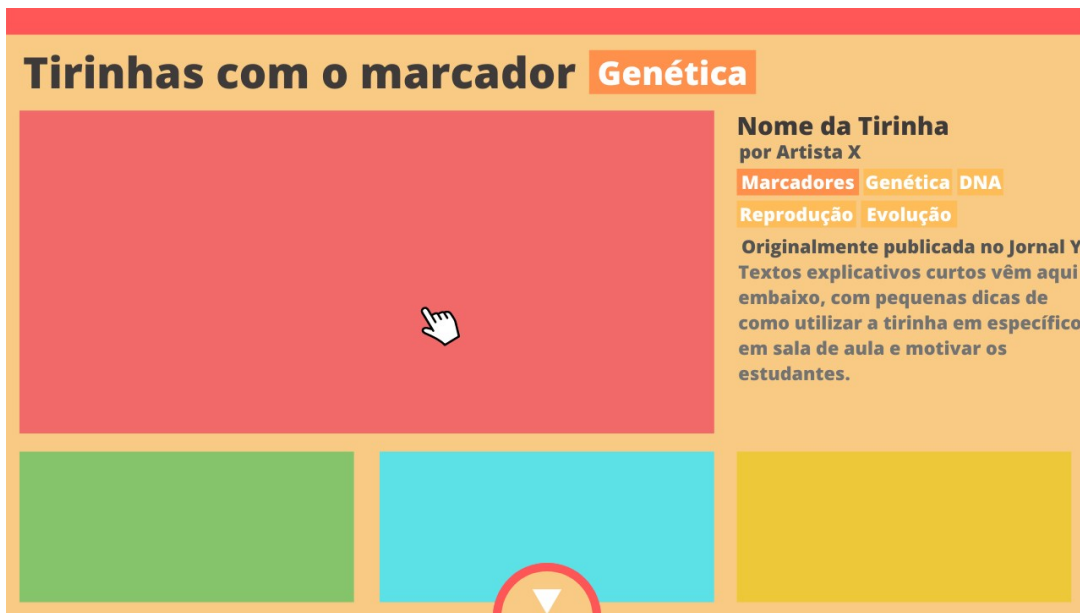 Tirinhas com o marcador Genética
Nome da Tirinha
por Artista X
Marcadores Genética DNA
Reprodução Evolução
Originalmente publicada no Jornal Y
Textos explicativos curtos vêm aqui
embaixo, com pequenas dicas de
como utilizar a tirinha em específico
em sala de aula e motivar os
estudantes.